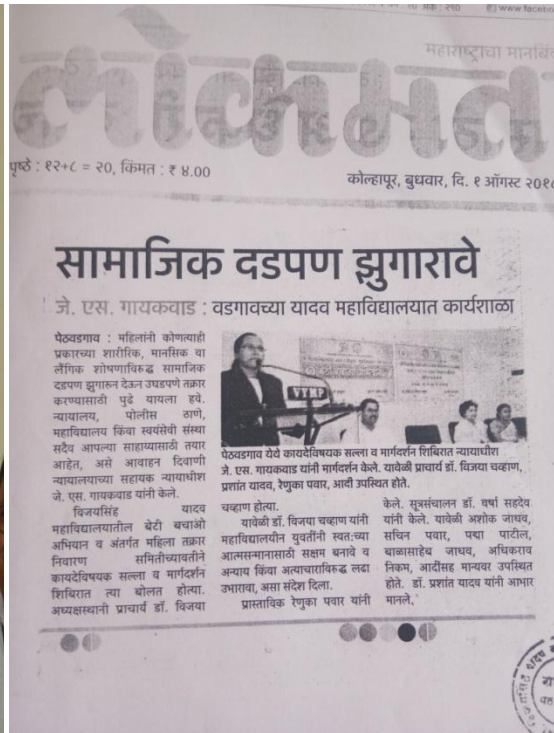 www.facebo
महाराष्ट्राचा मानबिं
लोकमत
पृष्ठे : १२+८ = २०, किंमत : ₹ ४.००
कोल्हापूर, बुधवार, दि. १ ऑगस्ट २०१८
सामाजिक दडपण झुगारावे
जे. एस. गायकवाड : वडगावच्या यादव महाविद्यालयात कार्यशाळा
पेठवडगाव : महिलांनी कोणत्याही
प्रकारच्या शारीरिक, मानसिक वा
लैंगिक शोषणाविरुद्ध सामाजिक
दडपण झुगारुन देऊन उघडपणे तक्रार
करण्यासाठी पुढे यायला हवे.
न्यायालय, पोलीस ठाणे,
महाविद्यालय किंवा स्वयंसेवी संस्था
सदैव आपल्या साहाय्यासाठी तयार
आहेत, असे आवाहन दिवाणी
न्यायालयाच्या सहायक न्यायाधीश
जे. एस. गायकवाड यांनी केले.
विजयसिंह यादव
महाविद्यालयातील बेटी बचाओ
अभियान व अंतर्गत महिला तक्रार
निवारण समितीच्यावतीने
कायदेविषयक सल्ला व मार्गदर्शन
शिबिरात त्या बोलत होत्या.
अध्यक्षस्थानी प्राचार्य डॉ. विजया
VYMP
पेठवडगाव येथे कायदेविषयक सल्ला व मार्गदर्शन शिबिरात न्यायाधीश
जे. एस. गायकवाड यांनी मार्गदर्शन केले. यावेळी प्राचार्य डॉ. विजया चव्हाण,
प्रशांत यादव, रेणुका पवार, आदी उपस्थित होते.
चव्हाण होत्या.
यावेळी डॉ. विजया चव्हाण यांनी
महाविद्यालयीन युवतींनी स्वतःच्या
आत्मसन्मानासाठी सक्षम बनावे व
अन्याय किंवा अत्याचाराविरुद्ध लढा
उभारावा, असा संदेश दिला.
प्रास्ताविक रेणुका पवार यांनी
केले. सूत्रसंचालन डॉ. वर्षा सहदेव
यांनी केले. यावेळी अशोक जाधव,
सचिन पवार, पद्मा पाटील,
बाळासाहेब जाधव, अधिकराव
निकम, आदींसह मान्यवर उपस्थित
होते. डॉ. प्रशांत यादव यांनी आभार
मानले.